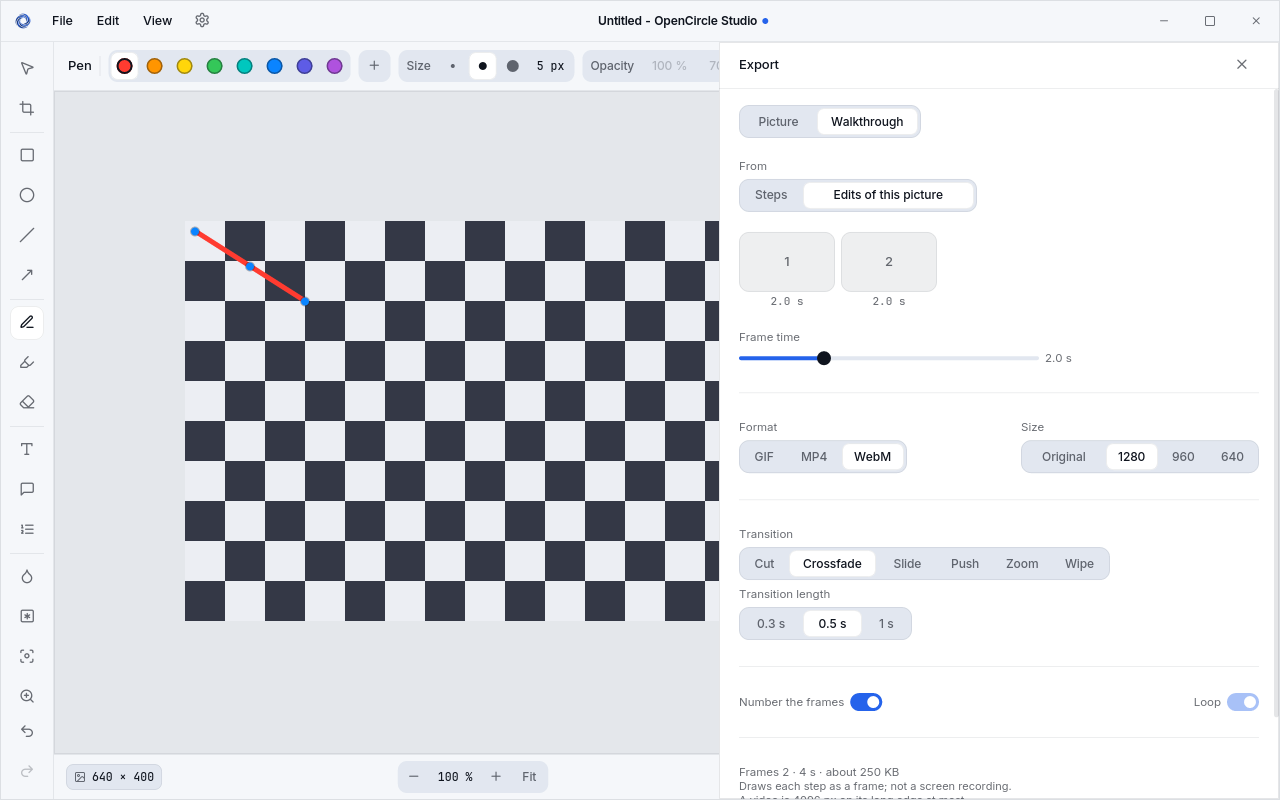 File Edit View Untitled - OpenCircle Studio
Pen Size 5 px Opacity 100 %
Export
Picture Walkthrough
From
Steps Edits of this picture
1 2
2.0 s 2.0 s
Frame time
2.0 s
Format Size
GIF MP4 WebM Original 1280 960 640
Transition
Cut Crossfade Slide Push Zoom Wipe
Transition length
0.3 s 0.5 s 1 s
Number the frames Loop
Frames 2 · 4 s · about 250 KB
Draws each step as a frame; not a screen recording.
640 × 400 100 % Fit